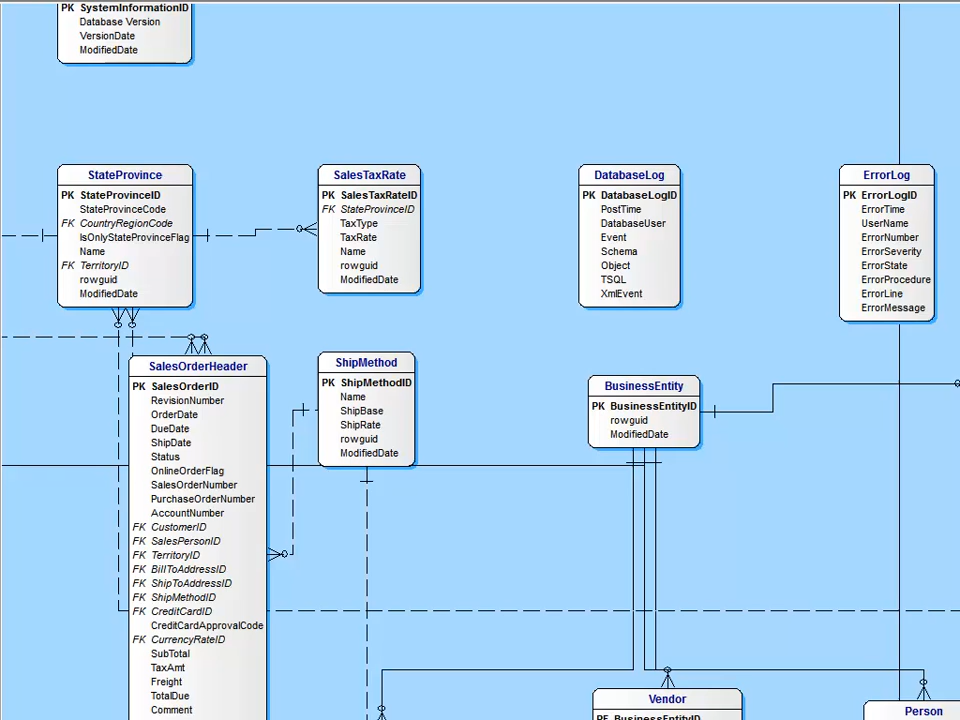 PK SystemInformationID
Database Version
VersionDate
ModifiedDate
StateProvince
PK StateProvinceID
StateProvinceCode
FK CountryRegionCode
IsOnlyStateProvinceFlag
Name
FK TerritoryID
rowguid
ModifiedDate
SalesTaxRate
PK SalesTaxRateID
FK StateProvinceID
TaxType
TaxRate
Name
rowguid
ModifiedDate
DatabaseLog
PK DatabaseLogID
PostTime
DatabaseUser
Event
Schema
Object
TSQL
XmlEvent
ErrorLog
PK ErrorLogID
ErrorTime
UserName
ErrorNumber
ErrorSeverity
ErrorState
ErrorProcedure
ErrorLine
ErrorMessage
SalesOrderHeader
PK SalesOrderID
RevisionNumber
OrderDate
DueDate
ShipDate
Status
OnlineOrderFlag
SalesOrderNumber
PurchaseOrderNumber
AccountNumber
FK CustomerID
FK SalesPersonID
FK TerritoryID
FK BillToAddressID
FK ShipToAddressID
FK ShipMethodID
FK CreditCardID
CreditCardApprovalCode
FK CurrencyRateID
SubTotal
TaxAmt
Freight
TotalDue
Comment
ShipMethod
PK ShipMethodID
Name
ShipBase
ShipRate
rowguid
ModifiedDate
BusinessEntity
PK BusinessEntityID
rowguid
ModifiedDate
Vendor
PF BusinessEntityID
Person